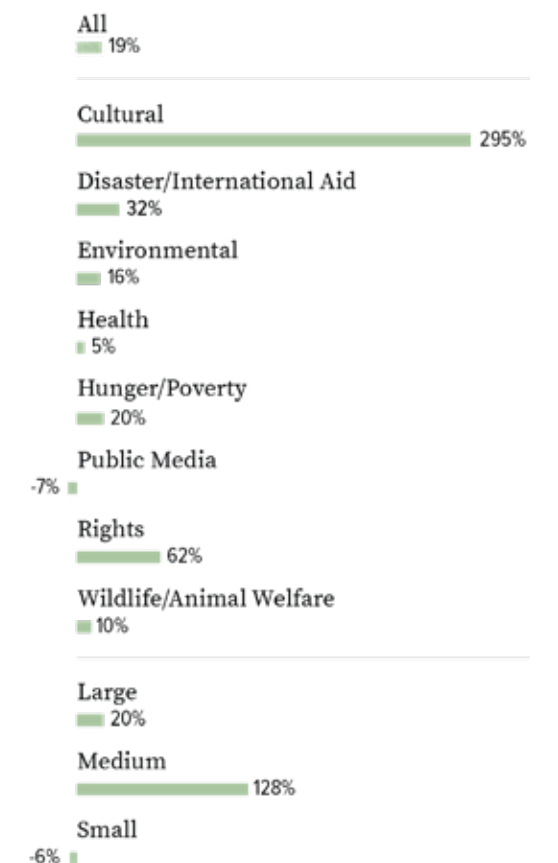 All
19%
Cultural
295%
Disaster/International Aid
32%
Environmental
16%
Health
5%
Hunger/Poverty
20%
Public Media
-7%
Rights
62%
Wildlife/Animal Welfare
10%
Large
20%
Medium
128%
Small
-6%